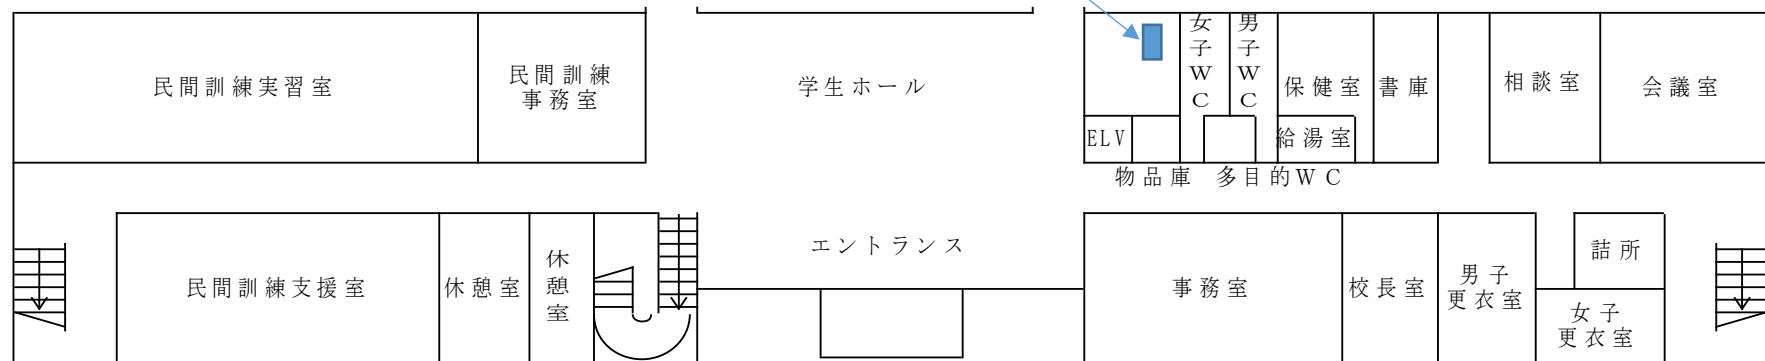 民間訓練実習室
民間訓練
事務室
学生ホール
女子WC
男子WC
保健室
書庫
相談室
会議室
ELV
給湯室
物品庫
多目的WC
民間訓練支援室
休憩室
休憩室
エントランス
事務室
校長室
男子
更衣室
詰所
女子
更衣室